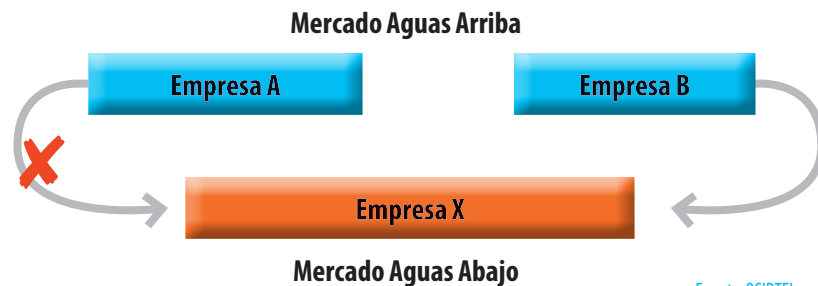 Mercado Aguas Arriba
Empresa A
Empresa B
Empresa X
Mercado Aguas Abajo